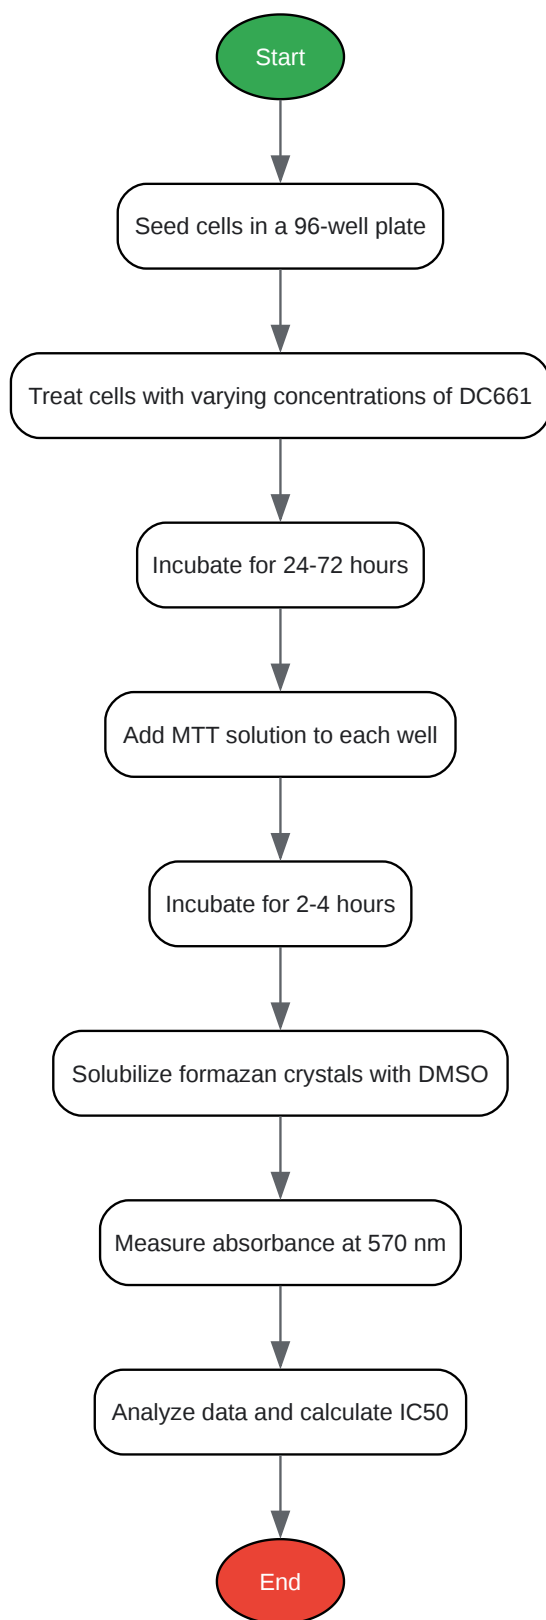 Start
Seed cells in a 96-well plate
Treat cells with varying concentrations of DC661
Incubate for 24-72 hours
Add MTT solution to each well
Incubate for 2-4 hours
Solubilize formazan crystals with DMSO
Measure absorbance at 570 nm
Analyze data and calculate IC50
End